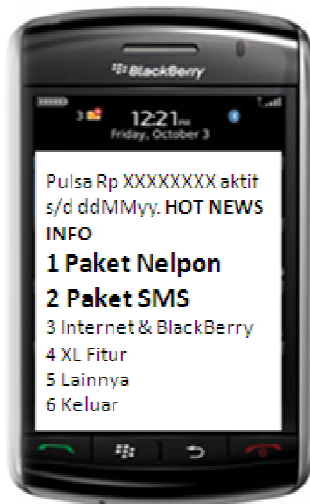 BlackBerry
3
12:21 PM
Friday, October 3
Pulsa Rp XXXXXXXX aktif
s/d ddMMyy. HOT NEWS
INFO
1 Paket Nelpon
2 Paket SMS
3 Internet & BlackBerry
4 XL Fitur
5 Lainnya
6 Keluar